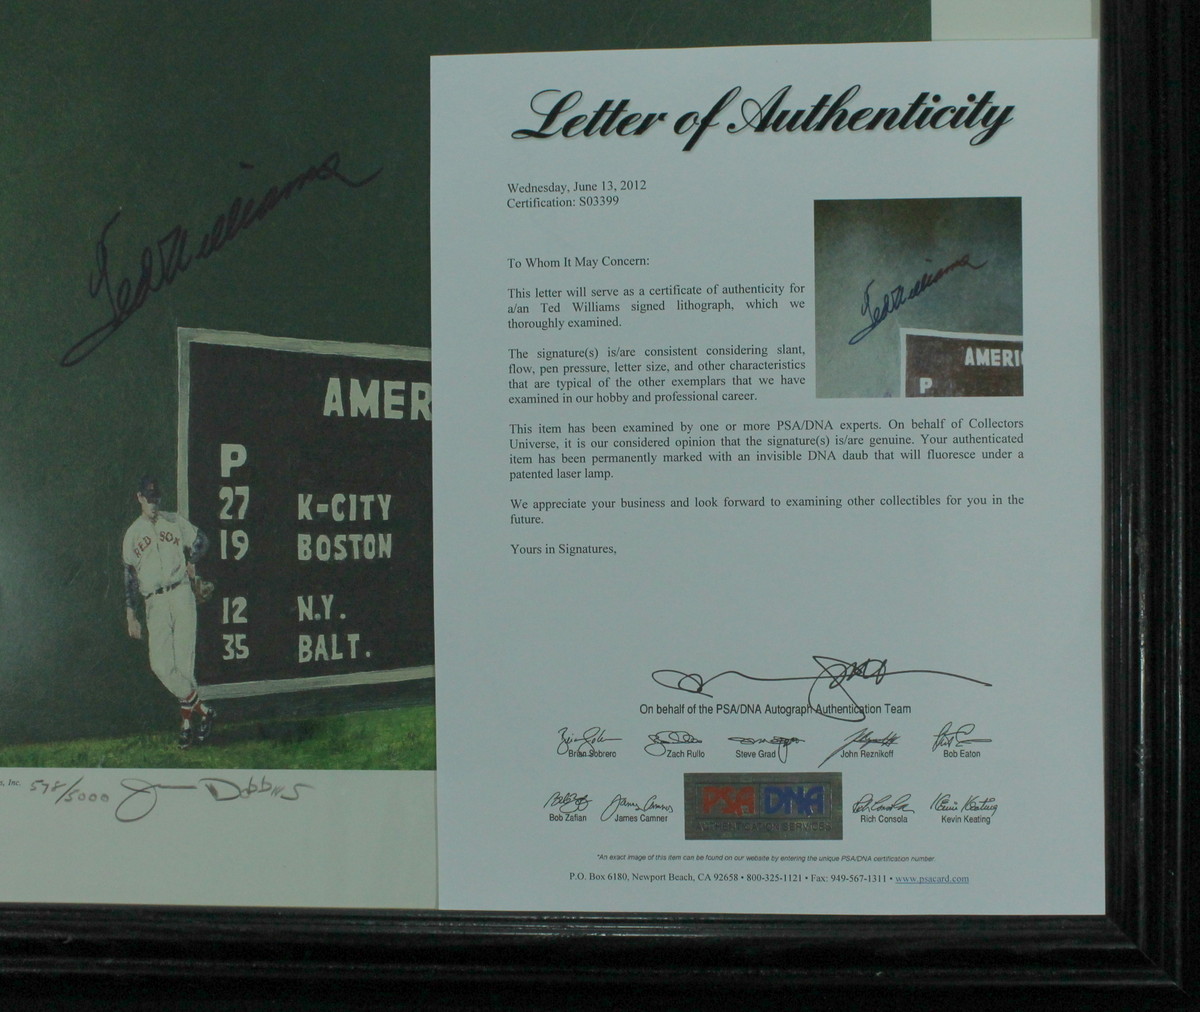 Ted Williams
AMER
P
27 K-CITY
19 BOSTON
12 N.Y.
35 BALT.
RED SOX
s, Inc. 598/5000 J Dobbins
Letter of Authenticity
Wednesday, June 13, 2012
Certification: S03399
To Whom It May Concern:
This letter will serve as a certificate of authenticity for
a/an Ted Williams signed lithograph, which we
thoroughly examined.
The signature(s) is/are consistent considering slant,
flow, pen pressure, letter size, and other characteristics
that are typical of the other exemplars that we have
examined in our hobby and professional career.
Ted Williams
AMERI
P
This item has been examined by one or more PSA/DNA experts. On behalf of Collectors
Universe, it is our considered opinion that the signature(s) is/are genuine. Your authenticated
item has been permanently marked with an invisible DNA daub that will fluoresce under a
patented laser lamp.
We appreciate your business and look forward to examining other collectibles for you in the
future.
Yours in Signatures,
On behalf of the PSA/DNA Autograph Authentication Team
Brian Sobrero Zach Rullo Steve Grad John Reznikoff Bob Eaton
Bob Zafian James Camner Rich Consola Kevin Keating
PSA DNA
AUTHENTICATION SERVICES
*An exact image of this item can be found on our website by entering the unique PSA/DNA certification number.
P.O. Box 6180, Newport Beach, CA 92658 • 800-325-1121 • Fax: 949-567-1311 • www.psacard.com